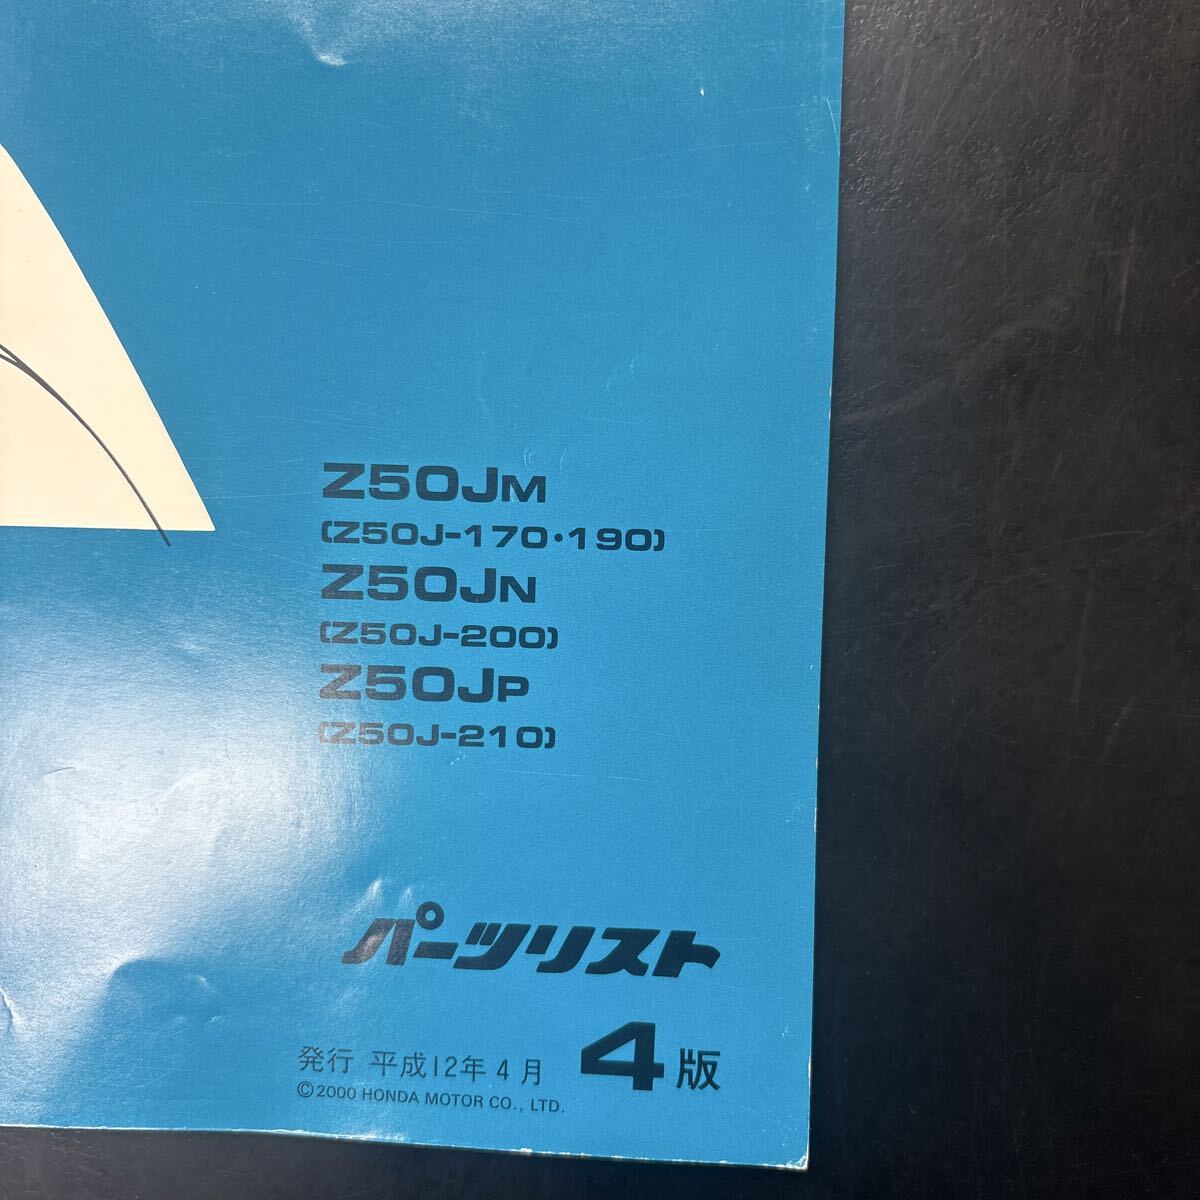 Z50JM
(Z50J-170・190)
Z50JN
(Z50J-200)
Z50JP
(Z50J-210)
パーツリスト
発行 平成12年4月 4版
©2000 HONDA MOTOR CO., LTD.